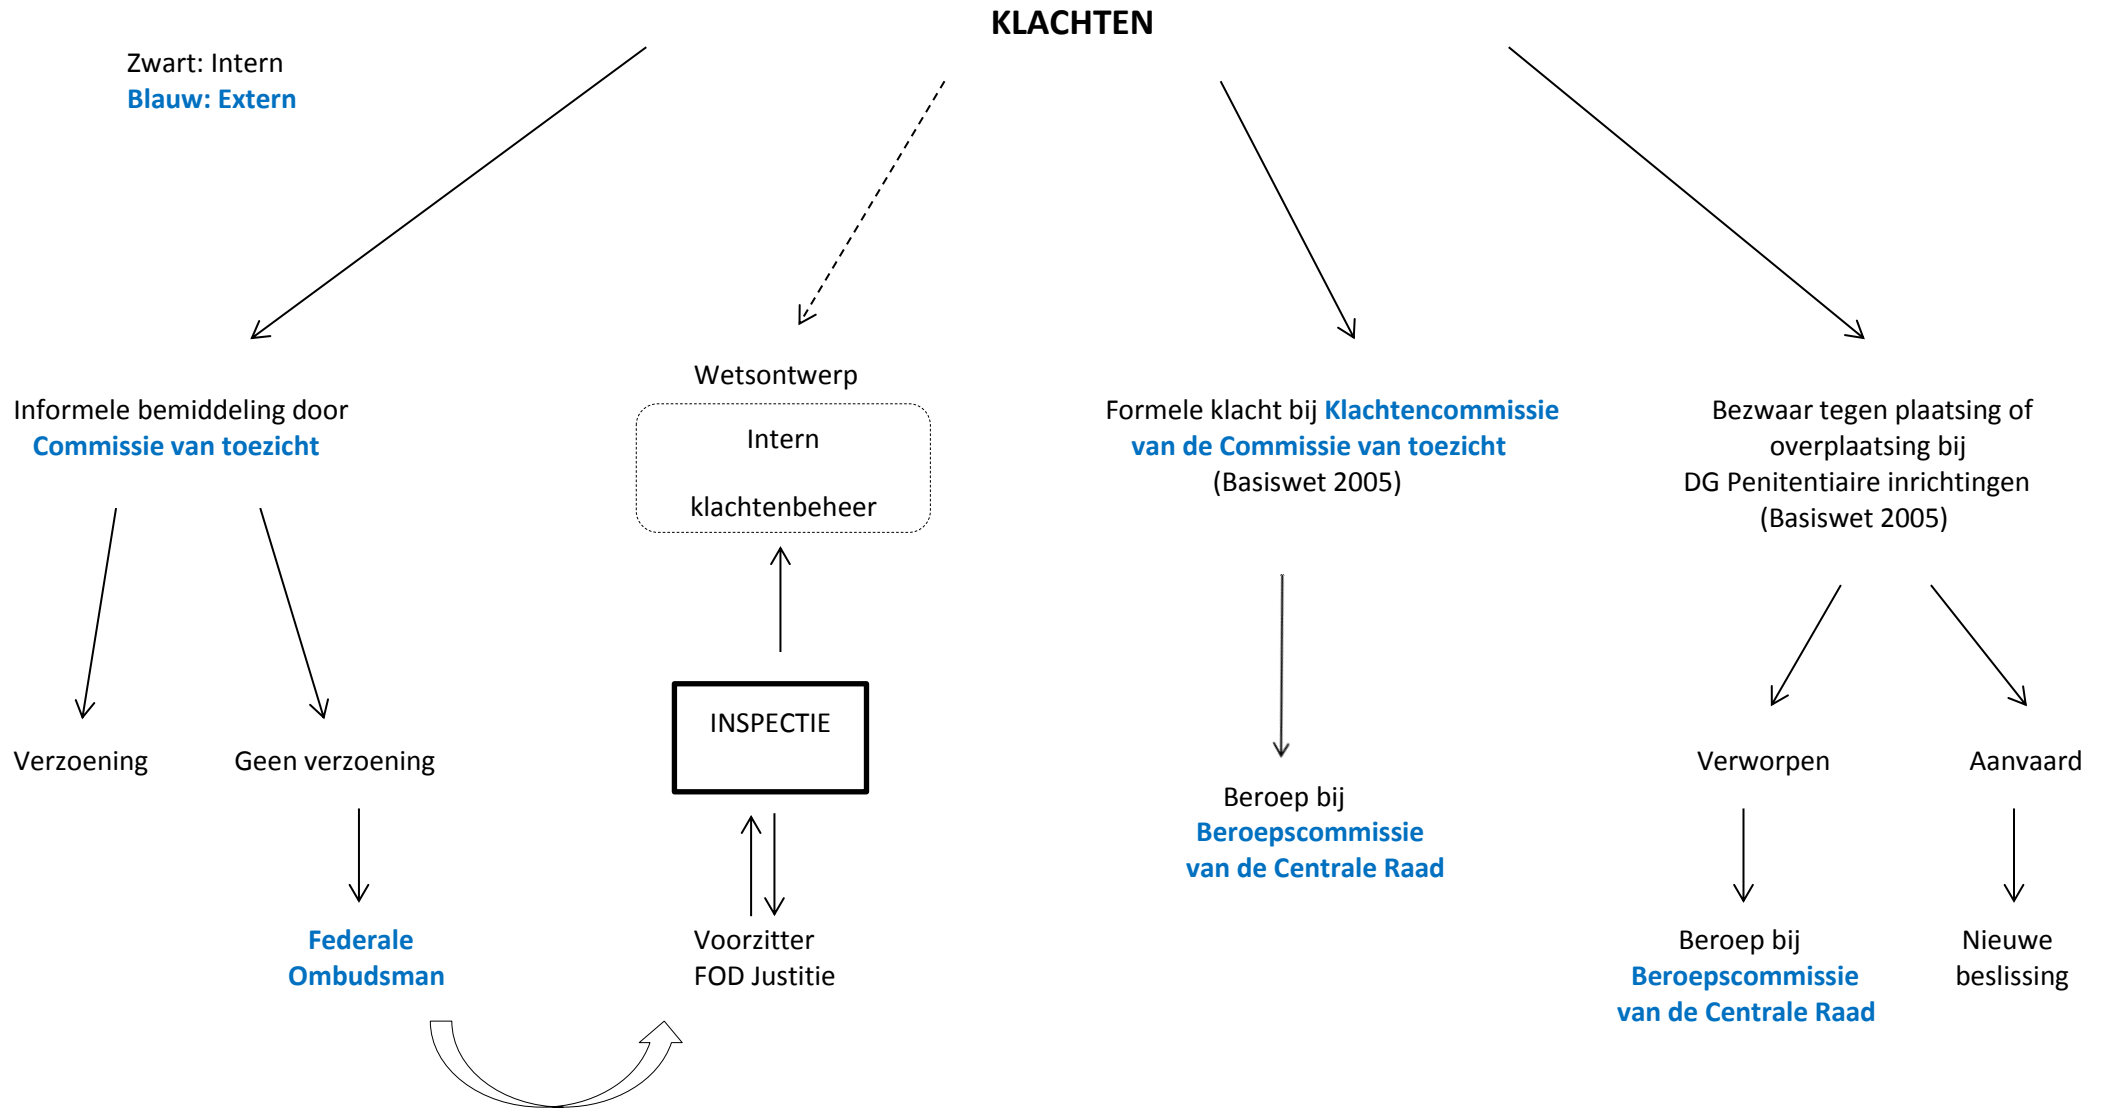 KLACHTEN
Zwart: Intern
Blauw: Extern
Informele bemiddeling door
Commissie van toezicht
Verzoening
Geen verzoening
Federale
Ombudsman
Wetsontwerp
Intern
klachtenbeheer
INSPECTIE
Voorzitter
FOD Justitie
Formele klacht bij Klachtencommissie
van de Commissie van toezicht
(Basiswet 2005)
Beroep bij
Beroepscommissie
van de Centrale Raad
Bezwaar tegen plaatsing of
overplaatsing bij
DG Penitentiaire inrichtingen
(Basiswet 2005)
Verworpen
Aanvaard
Beroep bij
Beroepscommissie
van de Centrale Raad
Nieuwe
beslissing